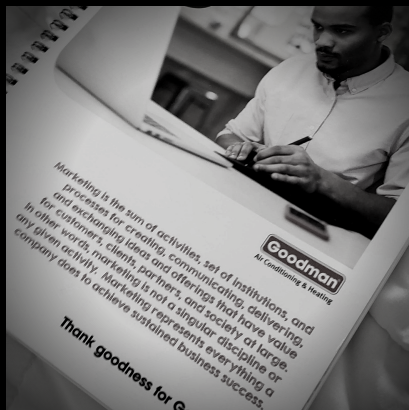 Goodman
Air Conditioning & Heating
Marketing is the sum of activities, set of institutions, and
processes for creating, communicating, delivering,
and exchanging ideas and offerings that have value
for customers, clients, partners, and society at large.
In other words, marketing is not a singular discipline or
any given activity. Marketing represents everything a
company does to achieve sustained business success.
Thank goodness for G